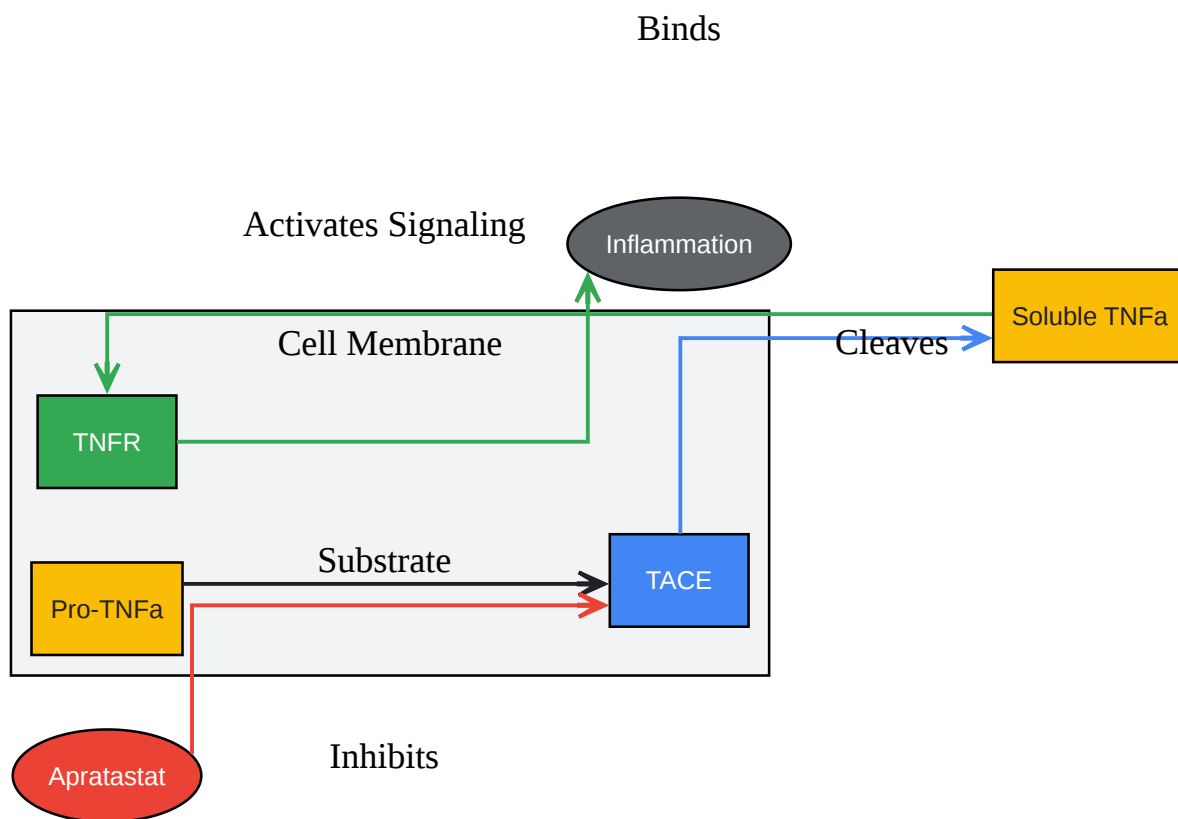 Binds
Activates Signaling
Inflammation
Soluble TNFa
Cell Membrane
Cleaves
TNFR
Substrate
TACE
Pro-TNFa
Inhibits
Apratastat